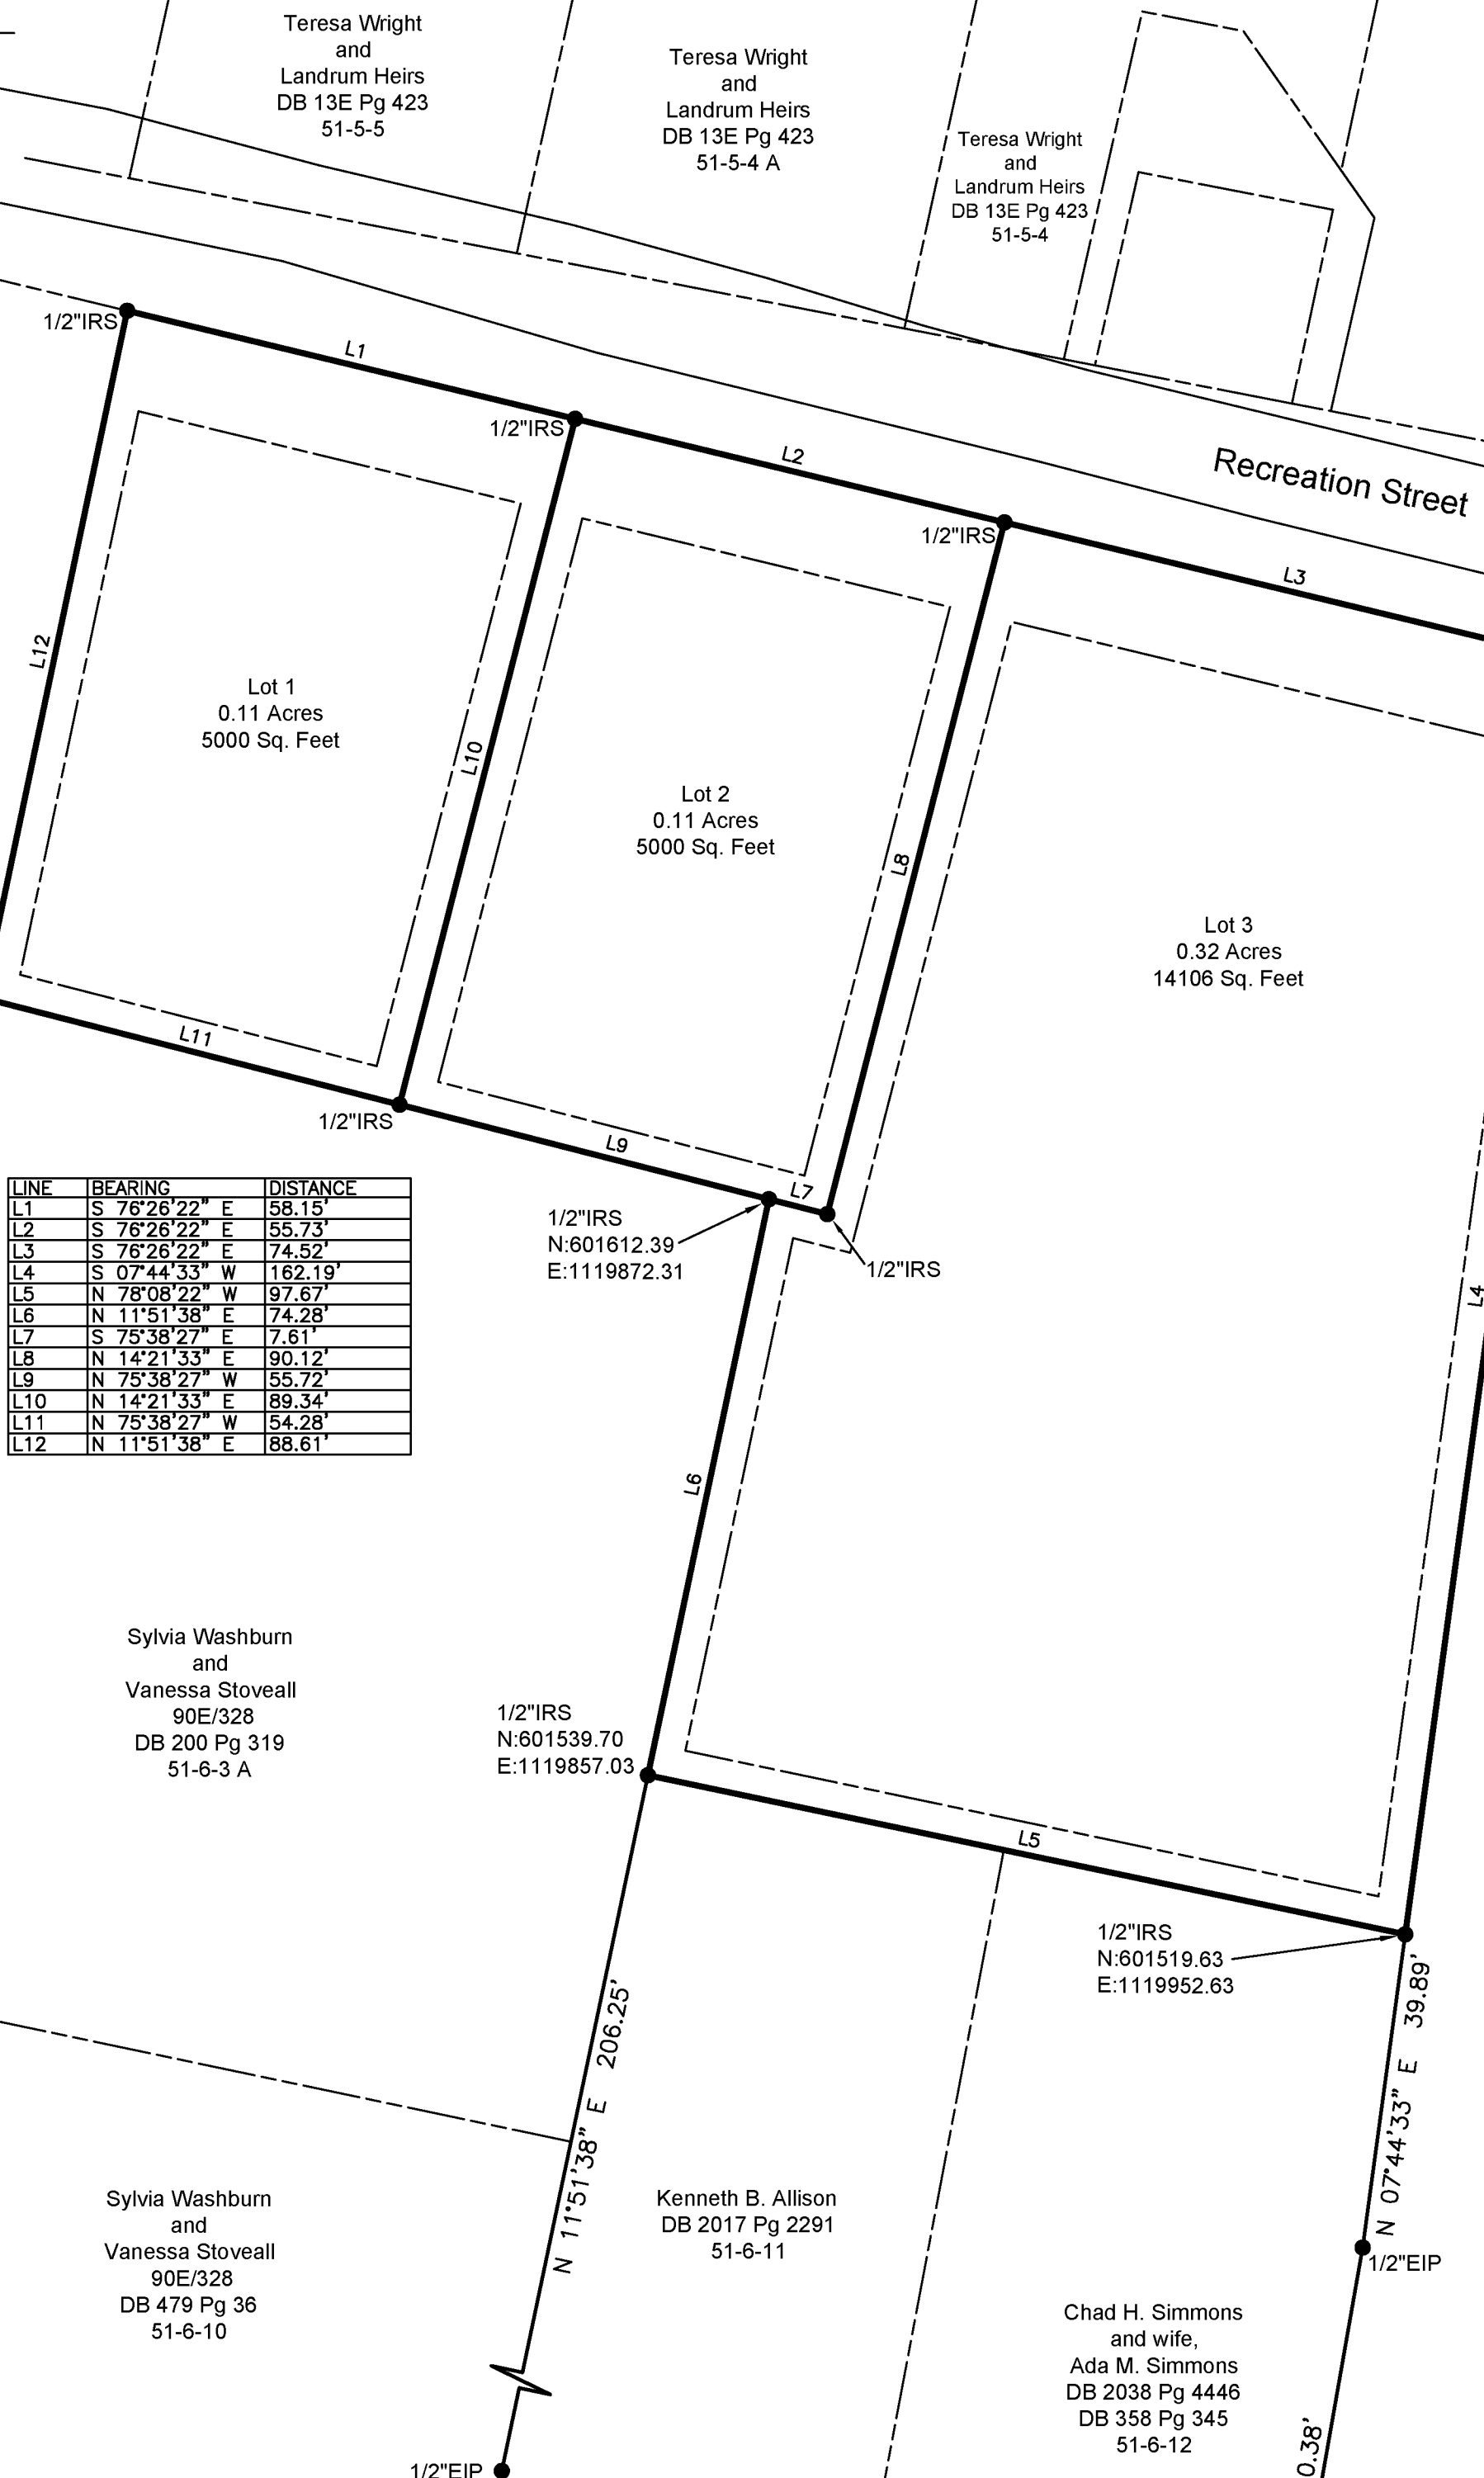 Teresa Wright
and
Landrum Heirs
DB 13E Pg 423
51-5-5
Teresa Wright
and
Landrum Heirs
DB 13E Pg 423
51-5-4 A
Teresa Wright
and
Landrum Heirs
DB 13E Pg 423
51-5-4
1/2"IRS
L1
1/2"IRS
L2
Recreation Street
1/2"IRS
L3
L12
Lot 1
0.11 Acres
5000 Sq. Feet
L10
Lot 2
0.11 Acres
5000 Sq. Feet
L8
Lot 3
0.32 Acres
14106 Sq. Feet
L11
1/2"IRS
L9
L7
1/2"IRS
N:601612.39
E:1119872.31
1/2"IRS
L4
LINE BEARING DISTANCE
L1 S 76°26'22" E 58.15'
L2 S 76°26'22" E 55.73'
L3 S 76°26'22" E 74.52'
L4 S 07°44'33" W 162.19'
L5 N 78°08'22" W 97.67'
L6 N 11°51'38" E 74.28'
L7 S 75°38'27" E 7.61'
L8 N 14°21'33" E 90.12'
L9 N 75°38'27" W 55.72'
L10 N 14°21'33" E 89.34'
L11 N 75°38'27" W 54.28'
L12 N 11°51'38" E 88.61'
L6
Sylvia Washburn
and
Vanessa Stoveall
90E/328
DB 200 Pg 319
51-6-3 A
1/2"IRS
N:601539.70
E:1119857.03
L5
1/2"IRS
N:601519.63
E:1119952.63
N 11°51'38" E 206.25'
N 07°44'33" E 39.89'
Sylvia Washburn
and
Vanessa Stoveall
90E/328
DB 479 Pg 36
51-6-10
Kenneth B. Allison
DB 2017 Pg 2291
51-6-11
1/2"EIP
Chad H. Simmons
and wife,
Ada M. Simmons
DB 2038 Pg 4446
DB 358 Pg 345
51-6-12
0.38'
1/2"EIP